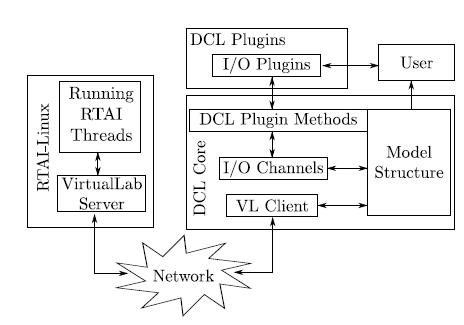 DCL Plugins
I/O Plugins
User
Running
RTAI
Threads
RTAI-Linux
VirtualLab
Server
DCL Plugin Methods
DCL Core
I/O Channels
Model
Structure
VL Client
Network